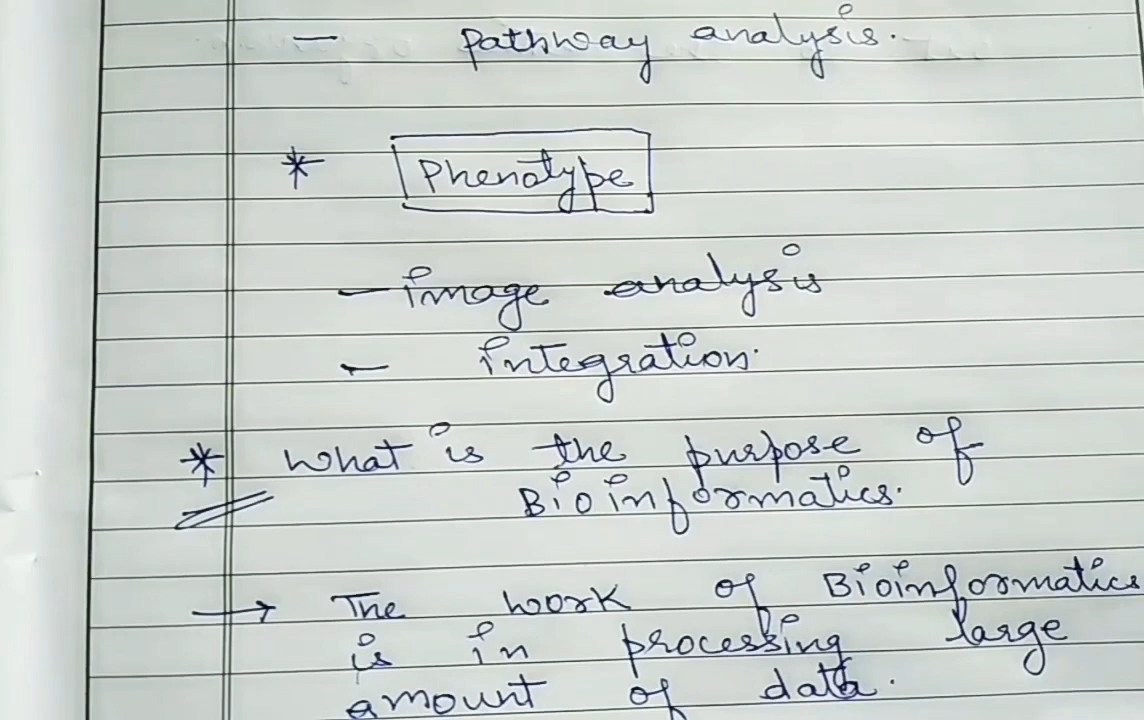 — pathway analysis.
* Phenotype
— image analysis
— integration.
* What is the purpose of
Bioinformatics.
→ The work of Bioinformatics
is in processing large
amount of data.